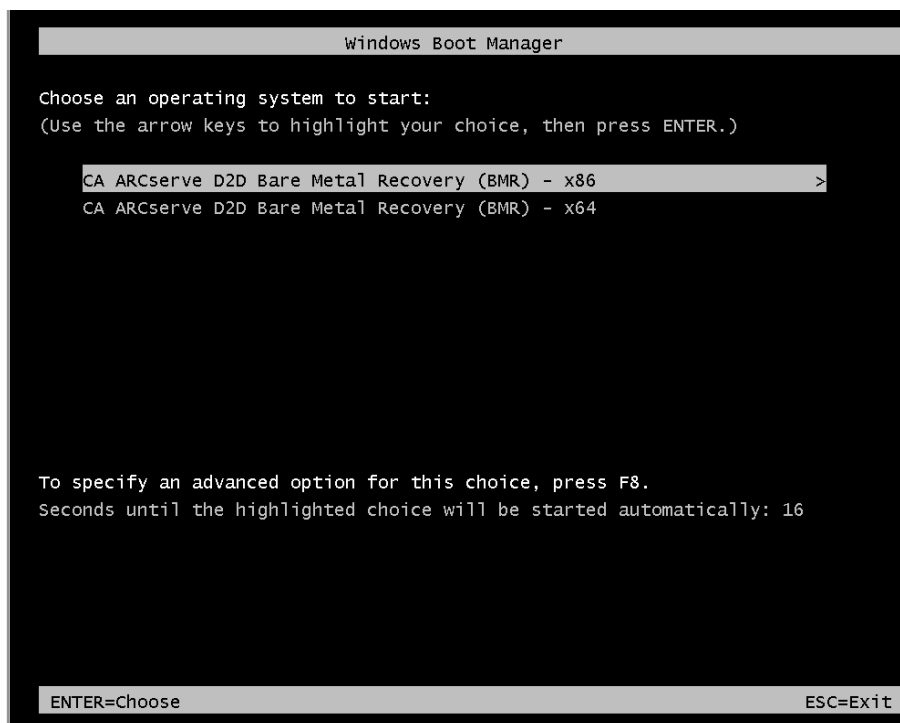 Windows Boot Manager
Choose an operating system to start:
(Use the arrow keys to highlight your choice, then press ENTER.)
CA ARCserve D2D Bare Metal Recovery (BMR) - x86 >
CA ARCserve D2D Bare Metal Recovery (BMR) - x64
To specify an advanced option for this choice, press F8.
Seconds until the highlighted choice will be started automatically: 16
ENTER=Choose ESC=Exit